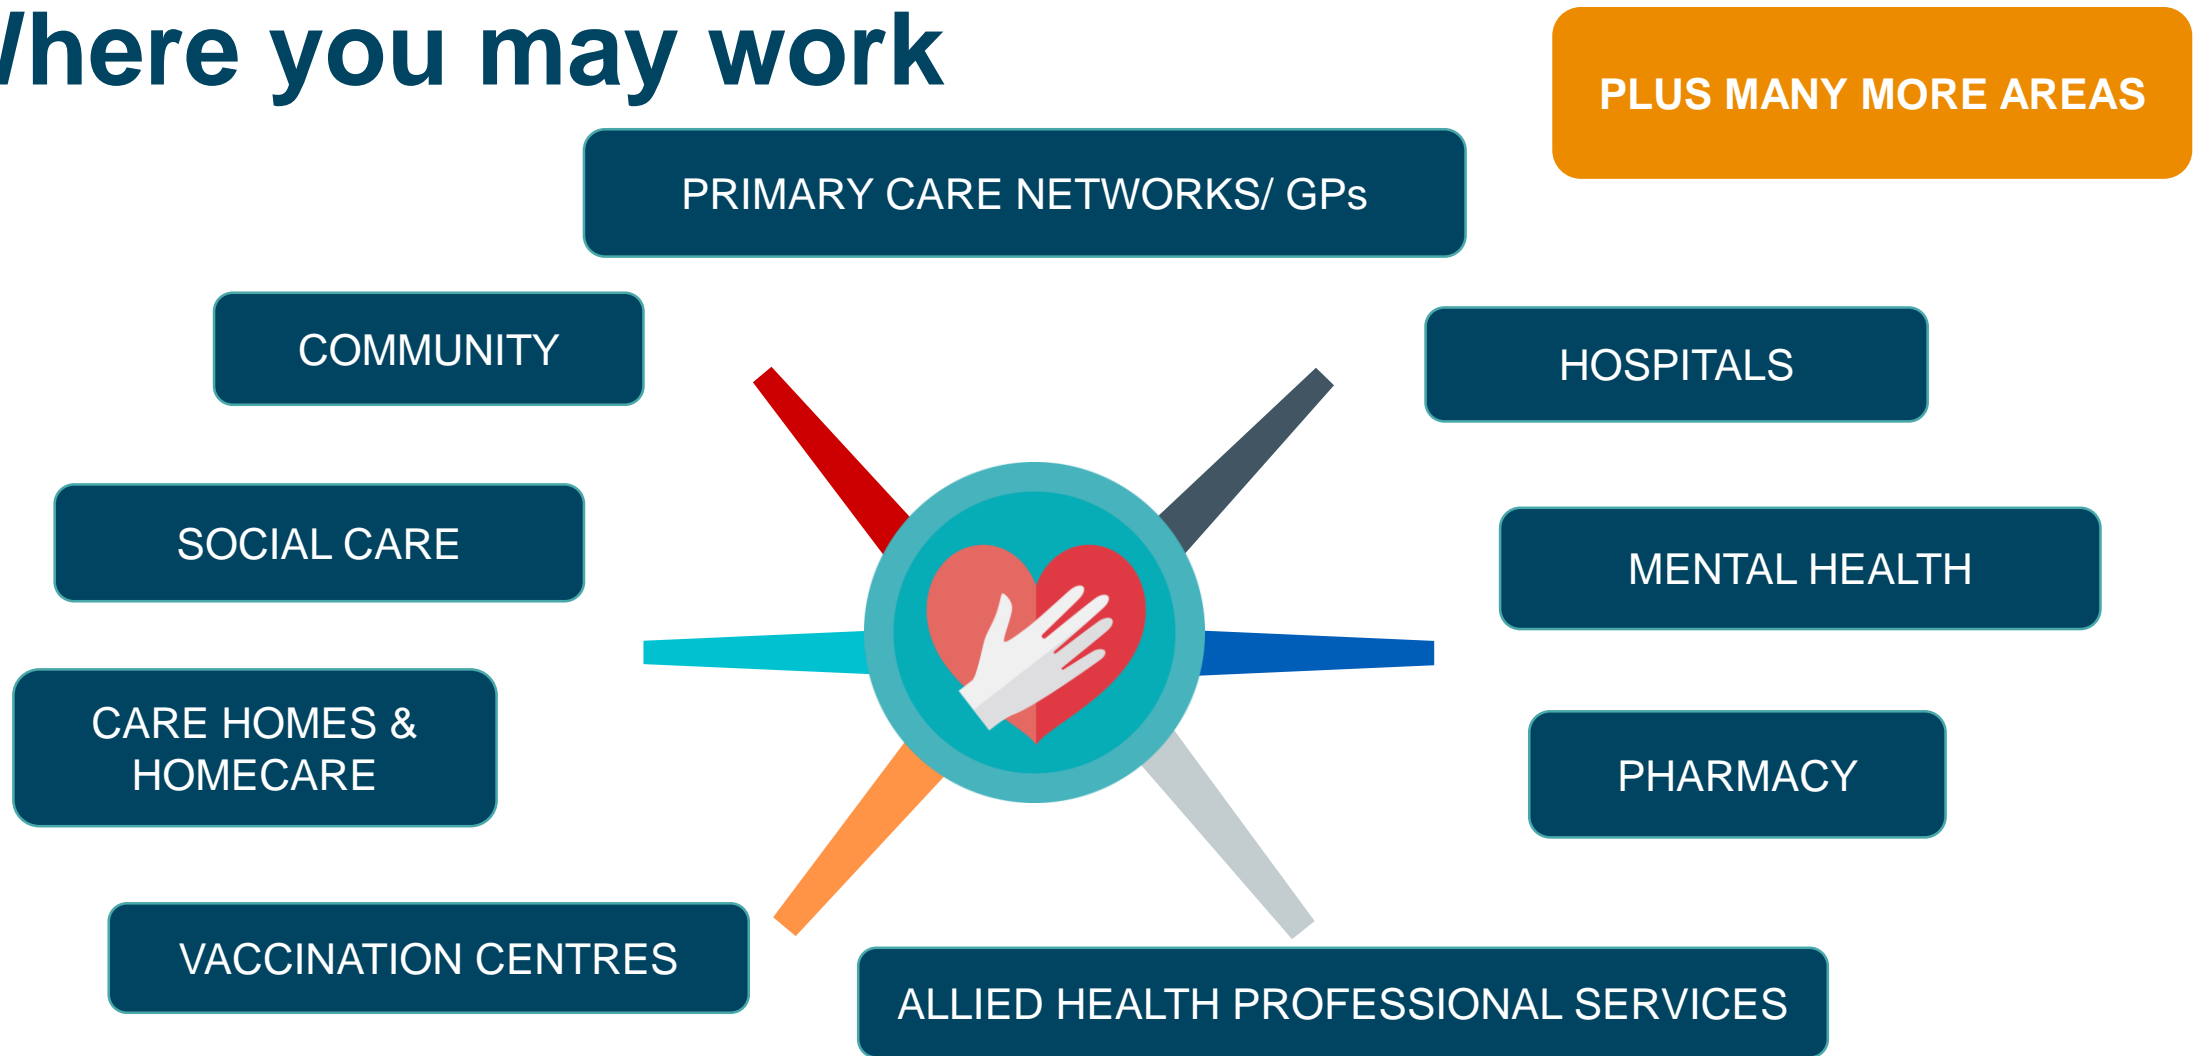 Where you may work
PLUS MANY MORE AREAS
PRIMARY CARE NETWORKS/ GPs
COMMUNITY
HOSPITALS
SOCIAL CARE
MENTAL HEALTH
CARE HOMES &
HOMECARE
PHARMACY
VACCINATION CENTRES
ALLIED HEALTH PROFESSIONAL SERVICES